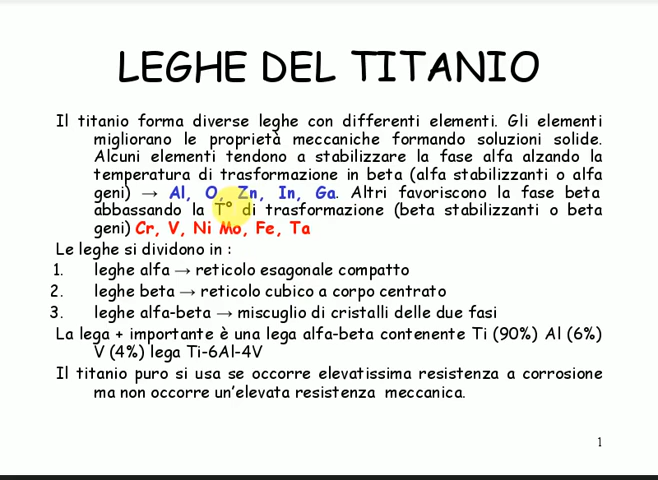 LEGHE DEL TITANIO
Il titanio forma diverse leghe con differenti elementi. Gli elementi
migliorano le proprietà meccaniche formando soluzioni solide.
Alcuni elementi tendono a stabilizzare la fase alfa alzando la
temperatura di trasformazione in beta (alfa stabilizzanti o alfa
geni) → Al, O, Zn, In, Ga. Altri favoriscono la fase beta
abbassando la T° di trasformazione (beta stabilizzanti o beta
geni) Cr, V, Ni Mo, Fe, Ta
Le leghe si dividono in :
1. leghe alfa → reticolo esagonale compatto
2. leghe beta → reticolo cubico a corpo centrato
3. leghe alfa-beta → miscuglio di cristalli delle due fasi
La lega + importante è una lega alfa-beta contenente Ti (90%) Al (6%)
V (4%) lega Ti-6Al-4V
Il titanio puro si usa se occorre elevatissima resistenza a corrosione
ma non occorre un'elevata resistenza meccanica.
1